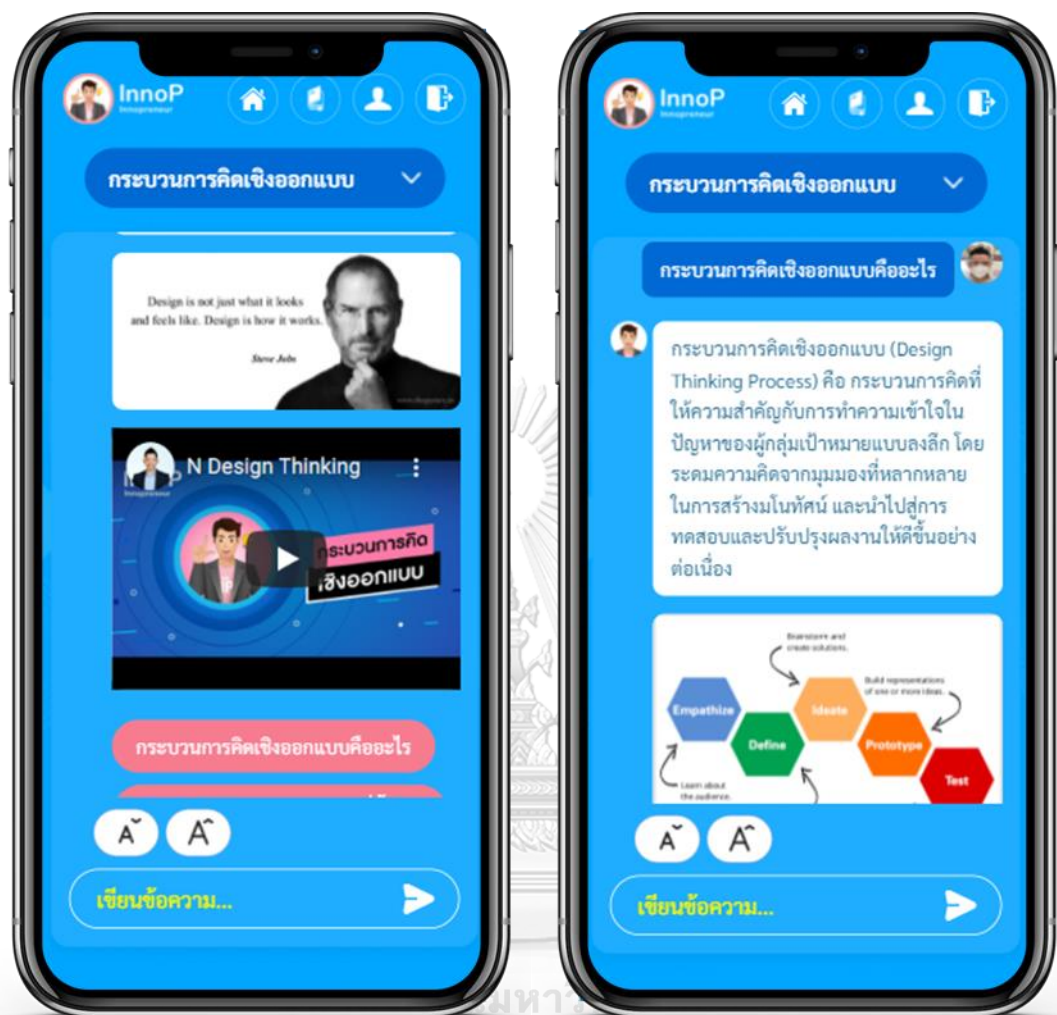 InnoP
Innopreneur
กระบวนการคิดเชิงออกแบบ
Design is not just what it looks
and feels like. Design is how it works.
Steve Jobs
N Design Thinking
กระบวนการคิด
เชิงออกแบบ
กระบวนการคิดเชิงออกแบบคืออะไร
A A
เขียนข้อความ...
InnoP
Innopreneur
กระบวนการคิดเชิงออกแบบ
กระบวนการคิดเชิงออกแบบคืออะไร
กระบวนการคิดเชิงออกแบบ (Design
Thinking Process) คือ กระบวนการคิดที่
ให้ความสำคัญกับการทำความเข้าใจใน
ปัญหาของผู้กลุ่มเป้าหมายแบบลงลึก โดย
ระดมความคิดจากมุมมองที่หลากหลาย
ในการสร้างมโนทัศน์ และนำไปสู่การ
ทดสอบและปรับปรุงผลงานให้ดีขึ้นอย่าง
ต่อเนื่อง
Brainstorm and
create solutions.
Build representations
of one or more ideas.
Empathize
Ideate
Define
Prototype
Test
Learn about
the audience.
A A
เขียนข้อความ...